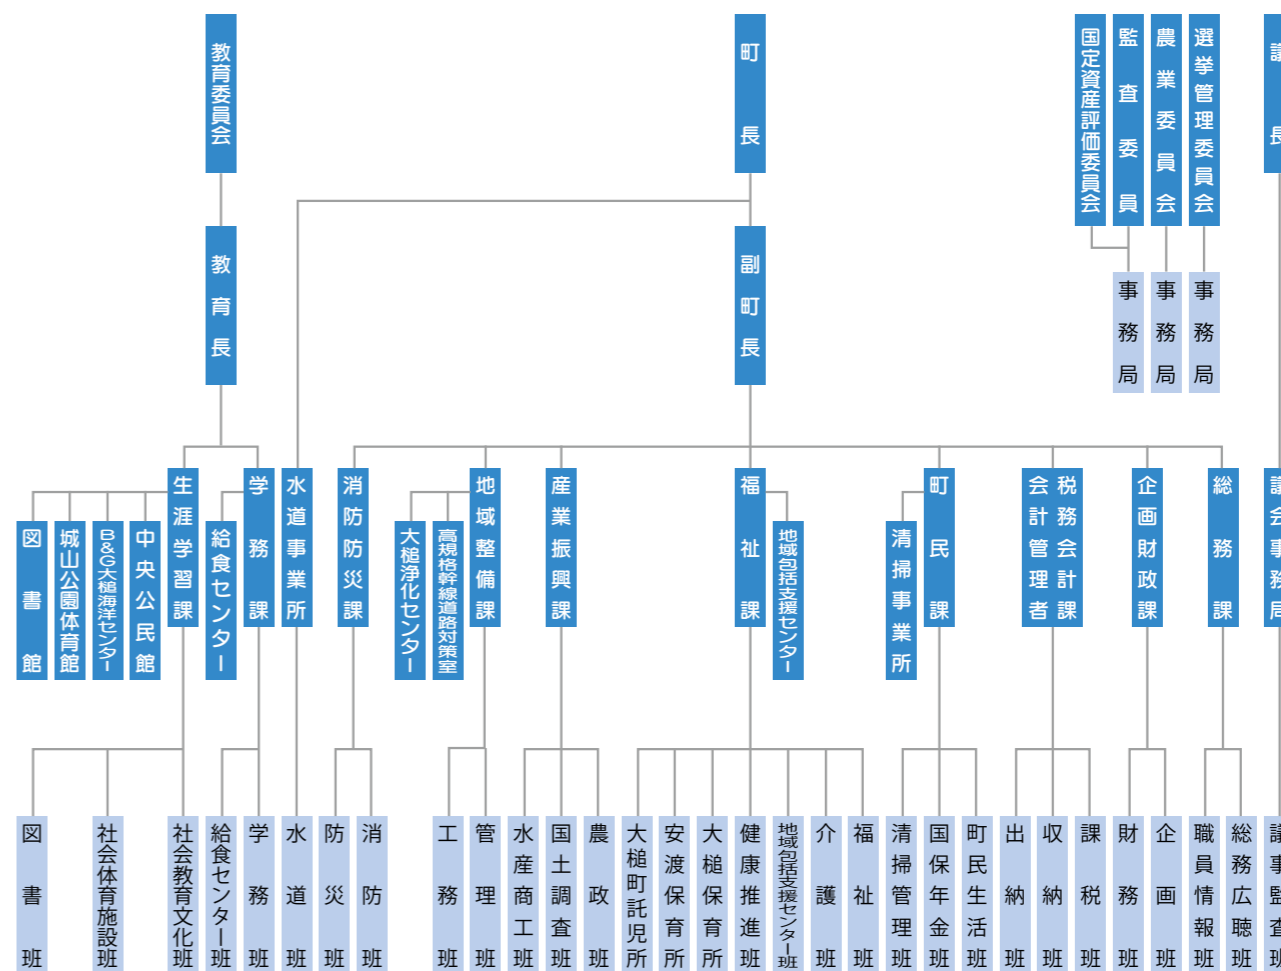 議長
選挙管理委員会
農業委員会
監査委員
国定資産評価委員会
町長
教育委員会
事務局
事務局
事務局
副町長
教育長
議会事務局
総務課
企画財政課
税務会計課
会計管理者
町民課
清掃事業所
地域包括支援センター
福祉課
産業振興課
地域整備課
高規格幹線道路対策室
大槌浄化センター
消防防災課
水道事業所
学務課
給食センター
生涯学習課
中央公民館
B&G大槌海洋センター
城山公園体育館
図書館
議事監査班
総務広聴班
職員情報班
企画班
財務班
課税班
収納班
出納班
町民生活班
国保年金班
清掃管理班
福祉班
介護班
地域包括支援センター班
健康推進班
大槌保育所
安渡保育所
大槌町託児所
農政班
国土調査班
水産商工班
管理班
工務班
消防班
防災班
水道班
学務班
給食センター班
社会教育文化班
社会体育施設班
図書班